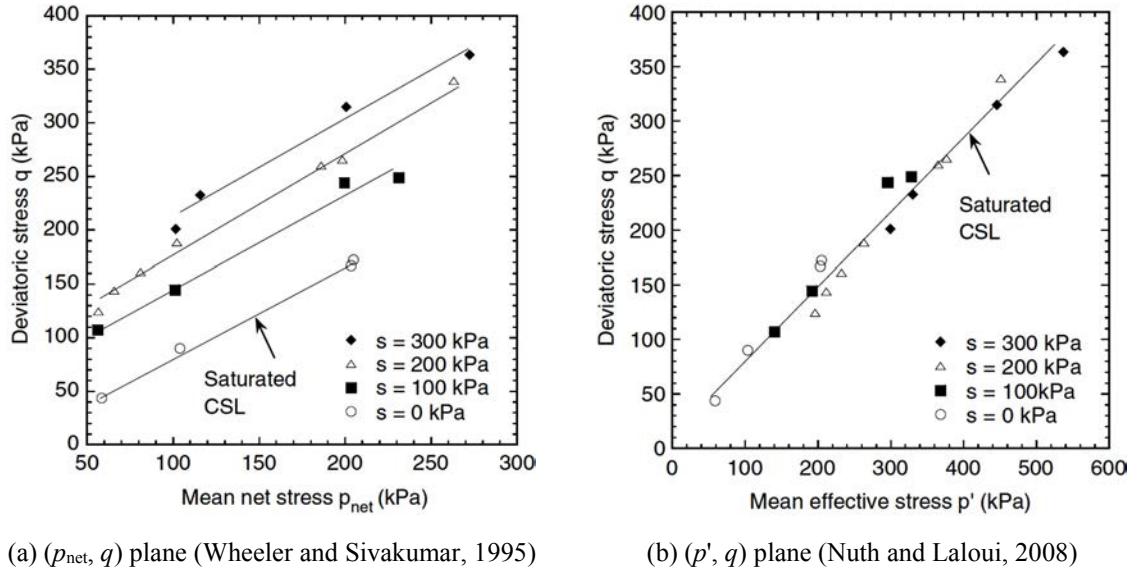 400
350
300
250
200
150
100
50
0
Deviatoric stress q (kPa)
Saturated
CSL
s = 300 kPa
s = 200 kPa
s = 100 kPa
s = 0 kPa
50 100 150 200 250 300
Mean net stress pnet (kPa)
400
350
300
250
200
150
100
50
0
Deviatoric stress q (kPa)
Saturated
CSL
s = 300 kPa
s = 200 kPa
s = 100kPa
s = 0 kPa
0 100 200 300 400 500 600
Mean effective stress p' (kPa)
(a) (pnet, q) plane (Wheeler and Sivakumar, 1995)
(b) (p', q) plane (Nuth and Laloui, 2008)